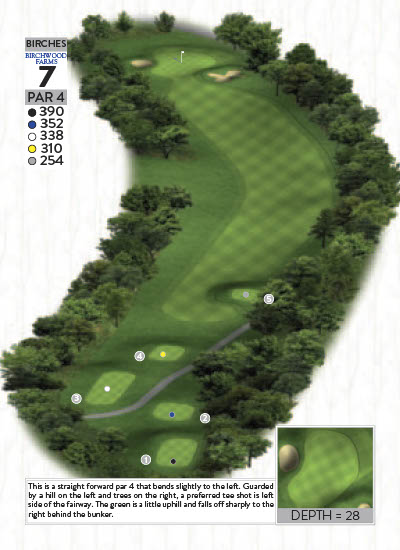 BIRCHES
BIRCHWOOD
FARMS
7
PAR 4
390
352
338
310
254
5
4
3
2
1
This is a straight forward par 4 that bends slightly to the left. Guarded
by a hill on the left and trees on the right, a preferred tee shot is left
side of the fairway. The green is a little uphill and falls off sharply to the
right behind the bunker.
DEPTH = 28